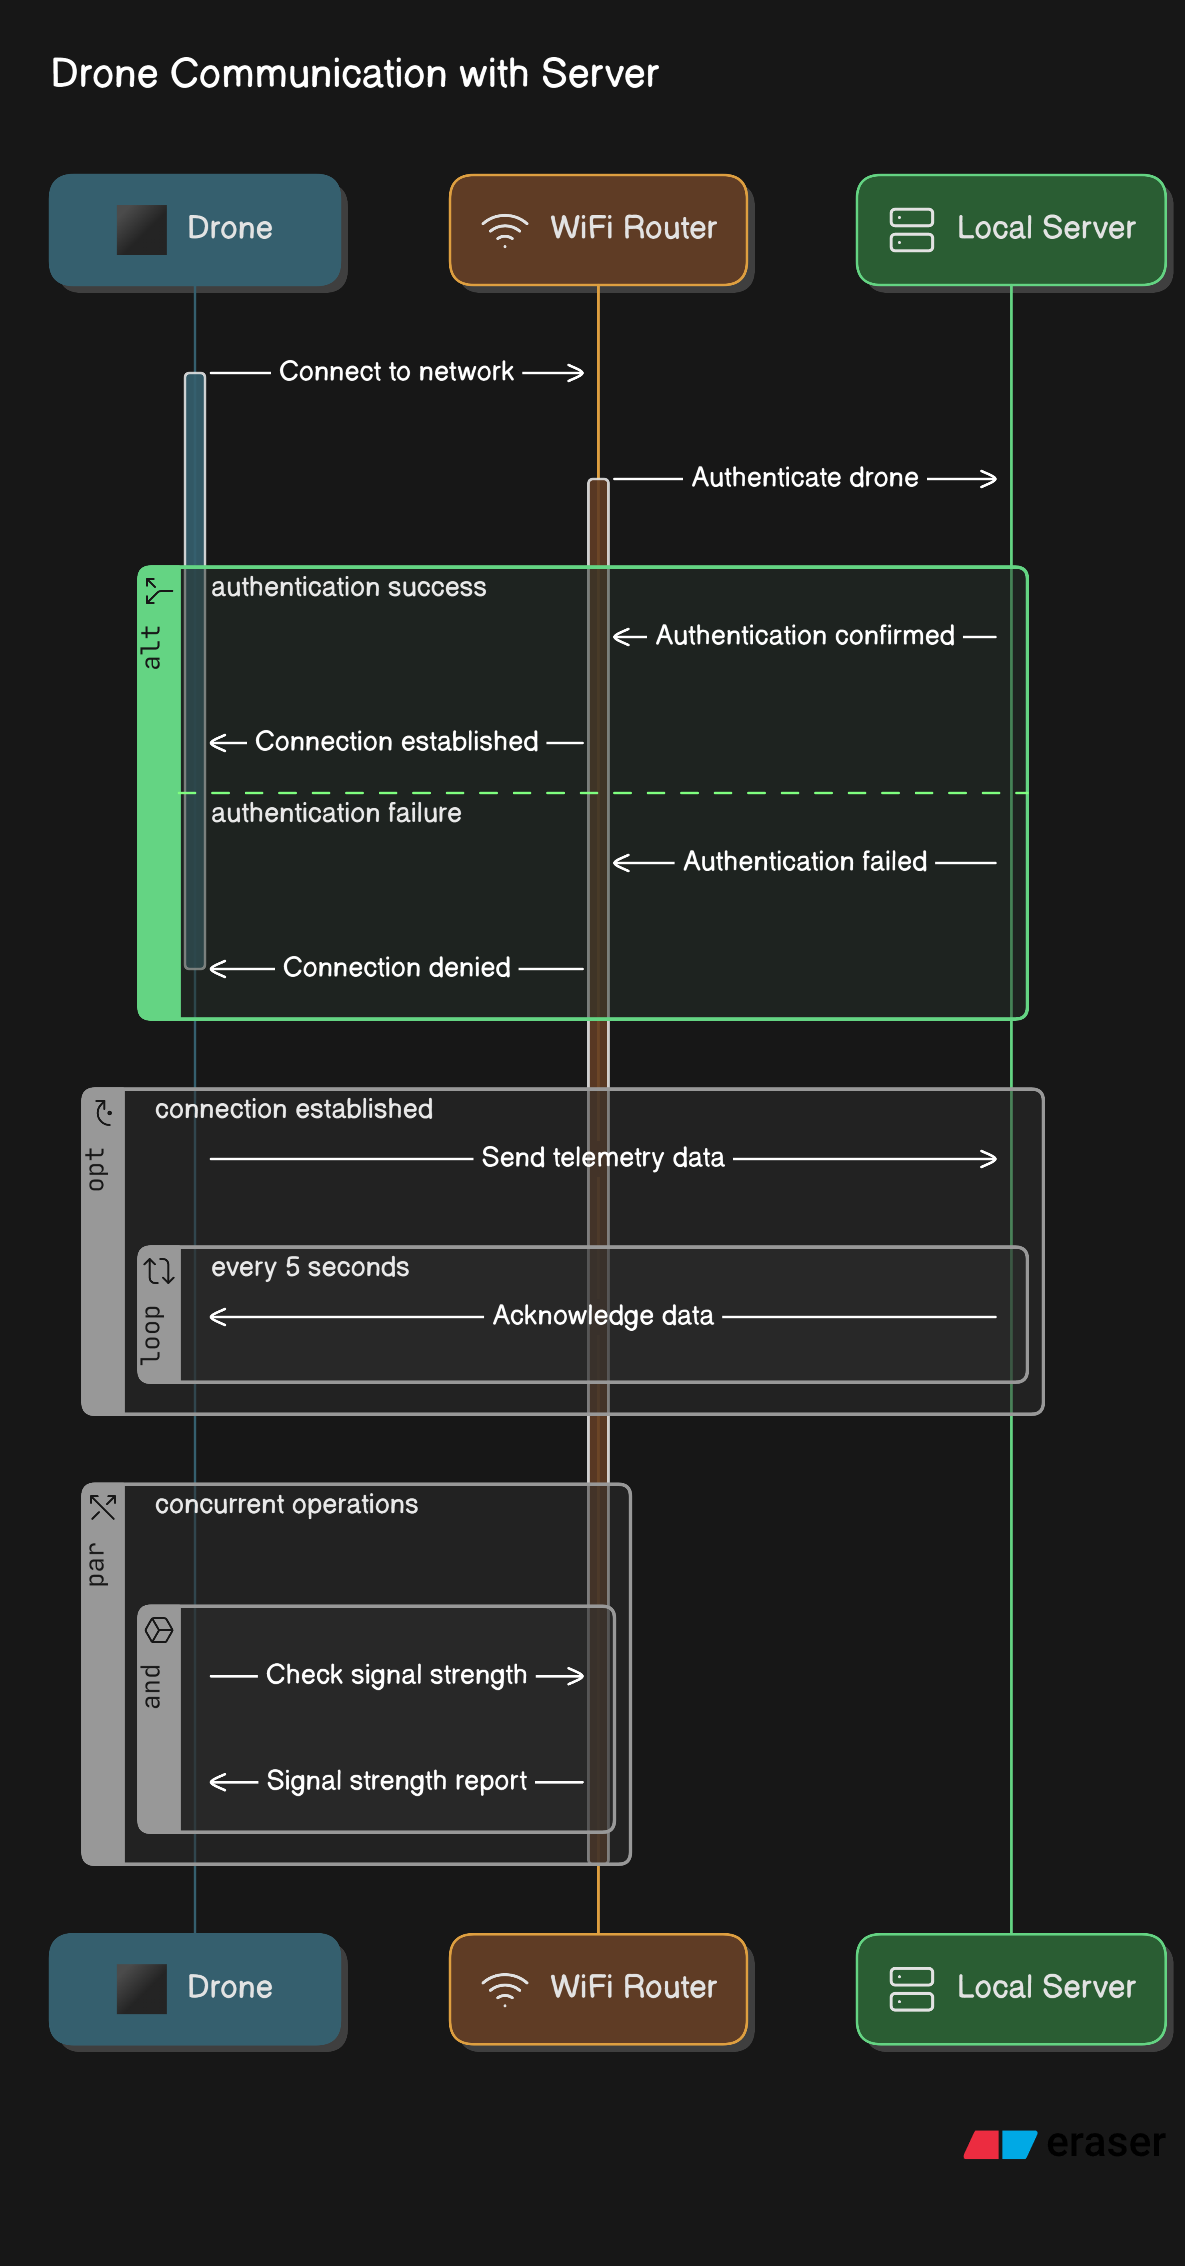 Drone Communication with Server
Drone
WiFi Router
Local Server
Connect to network
Authenticate drone
alt
authentication success
Authentication confirmed
Connection established
authentication failure
Authentication failed
Connection denied
opt
connection established
Send telemetry data
loop
every 5 seconds
Acknowledge data
par
concurrent operations
and
Check signal strength
Signal strength report
Drone
WiFi Router
Local Server
eraser